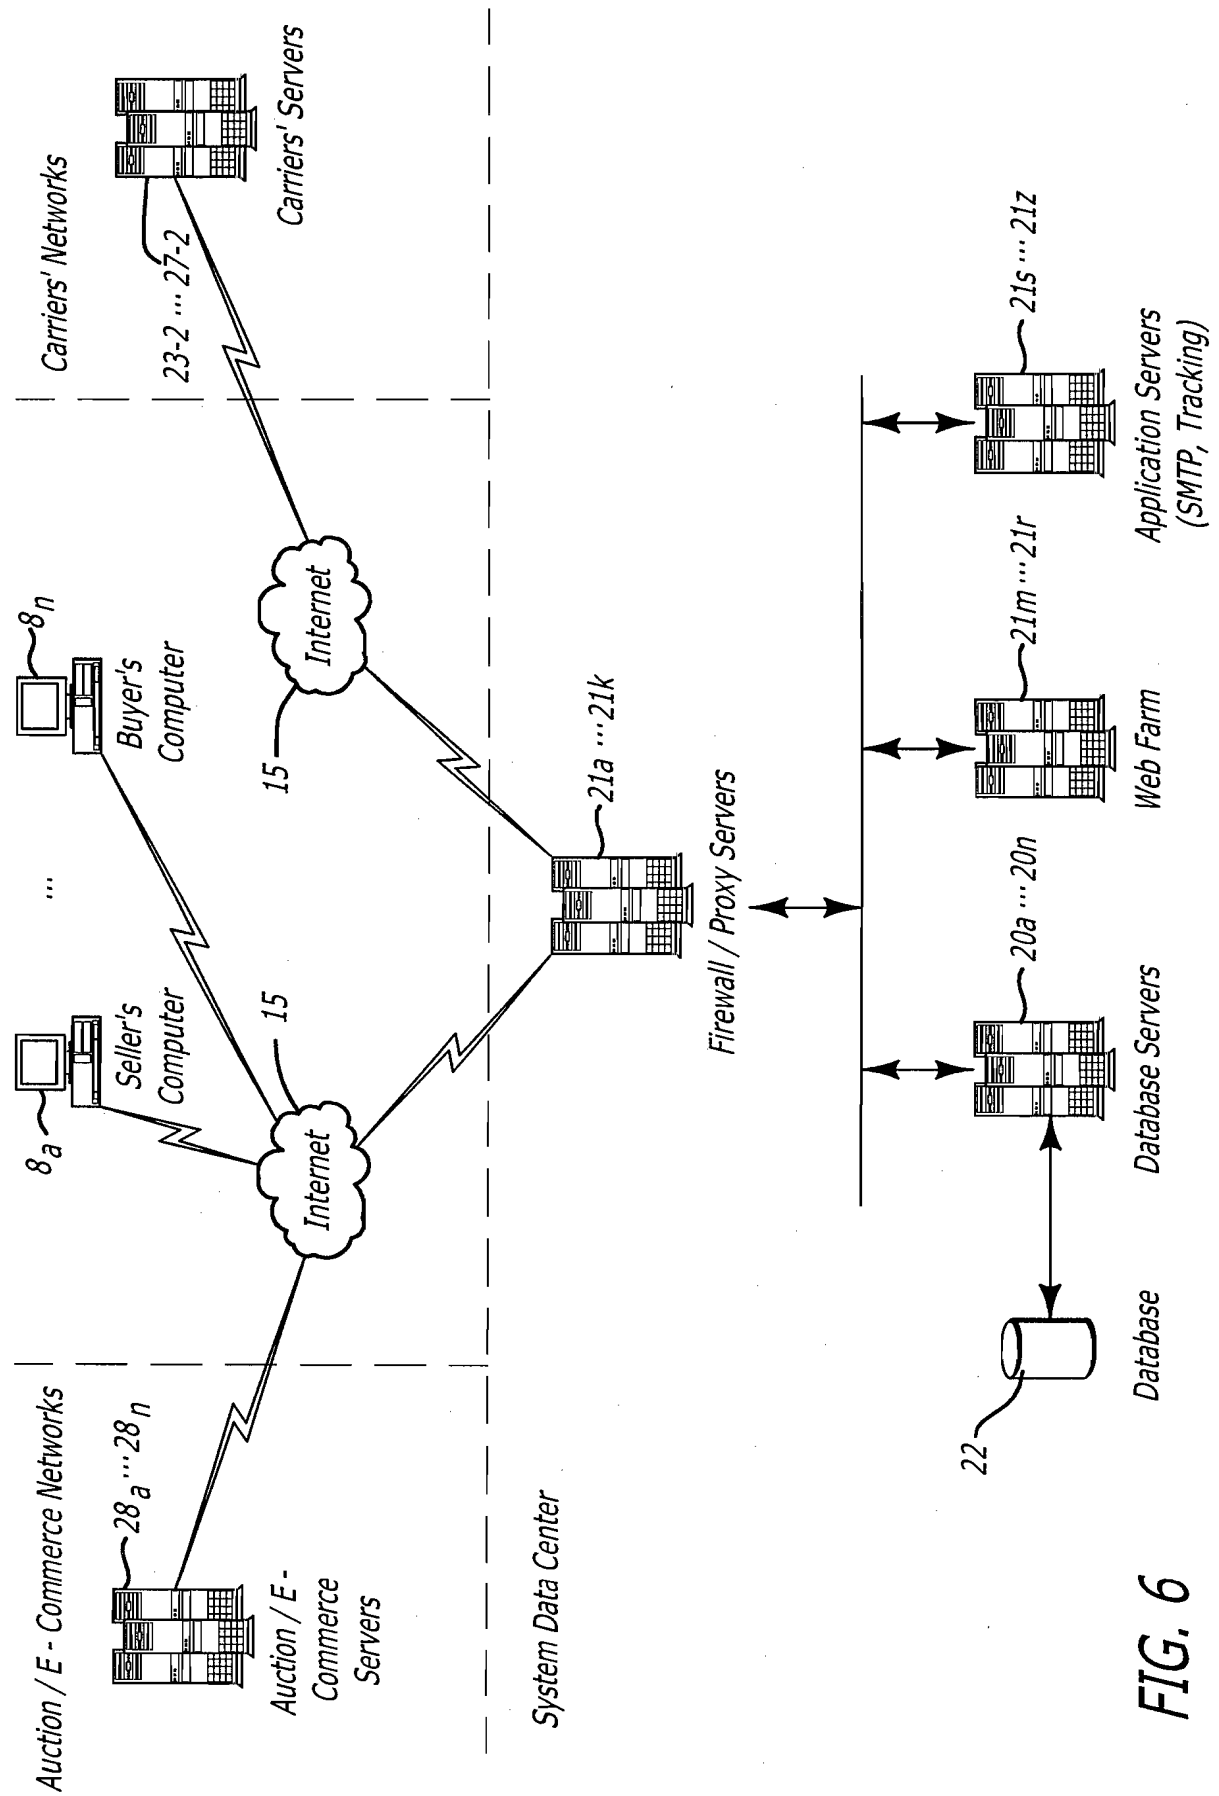 Auction / E - Commerce Networks
Carriers' Networks
8a
...
8n
Seller's
Computer
Buyer's
Computer
28a ... 28n
23-2 ... 27-2
Auction / E -
Commerce
Servers
Carriers' Servers
15
15
Internet
Internet
System Data Center
21a ... 21k
Firewall / Proxy Servers
22
20a ... 20n
21m ... 21r
21s ... 21z
Database
Database Servers
Web Farm
Application Servers
(SMTP, Tracking)
FIG. 6